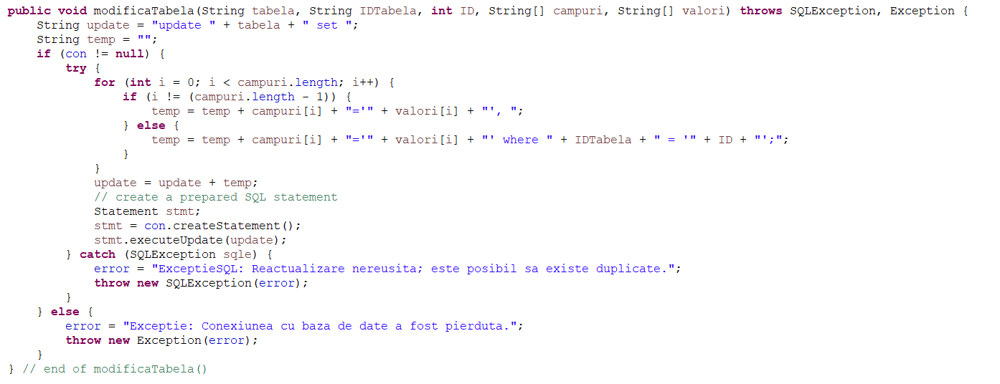 public void modificaTabela(String tabela, String IDTabela, int ID, String[] campuri, String[] valori) throws SQLException, Exception {
    String update = "update " + tabela + " set ";
    String temp = "";
    if (con != null) {
        try {
            for (int i = 0; i < campuri.length; i++) {
                if (i != (campuri.length - 1)) {
                    temp = temp + campuri[i] + "='" + valori[i] + "', ";
                } else {
                    temp = temp + campuri[i] + "='" + valori[i] + "' where " + IDTabela + " = '" + ID + "';";
                }
            }
            update = update + temp;
            // create a prepared SQL statement
            Statement stmt;
            stmt = con.createStatement();
            stmt.executeUpdate(update);
        } catch (SQLException sqle) {
            error = "ExceptieSQL: Reactualizare nereusita; este posibil sa existe duplicate.";
            throw new SQLException(error);
        }
    } else {
        error = "Exceptie: Conexiunea cu baza de date a fost pierduta.";
        throw new Exception(error);
    }
} // end of modificaTabela()